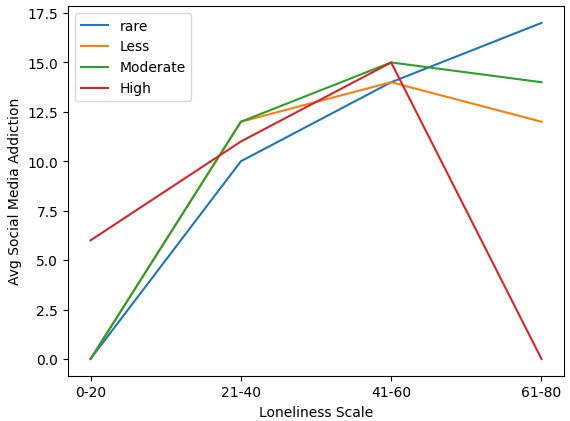 17.5
15.0
12.5
10.0
7.5
5.0
2.5
0.0
Avg Social Media Addiction
rare
Less
Moderate
High
0-20 21-40 41-60 61-80
Loneliness Scale